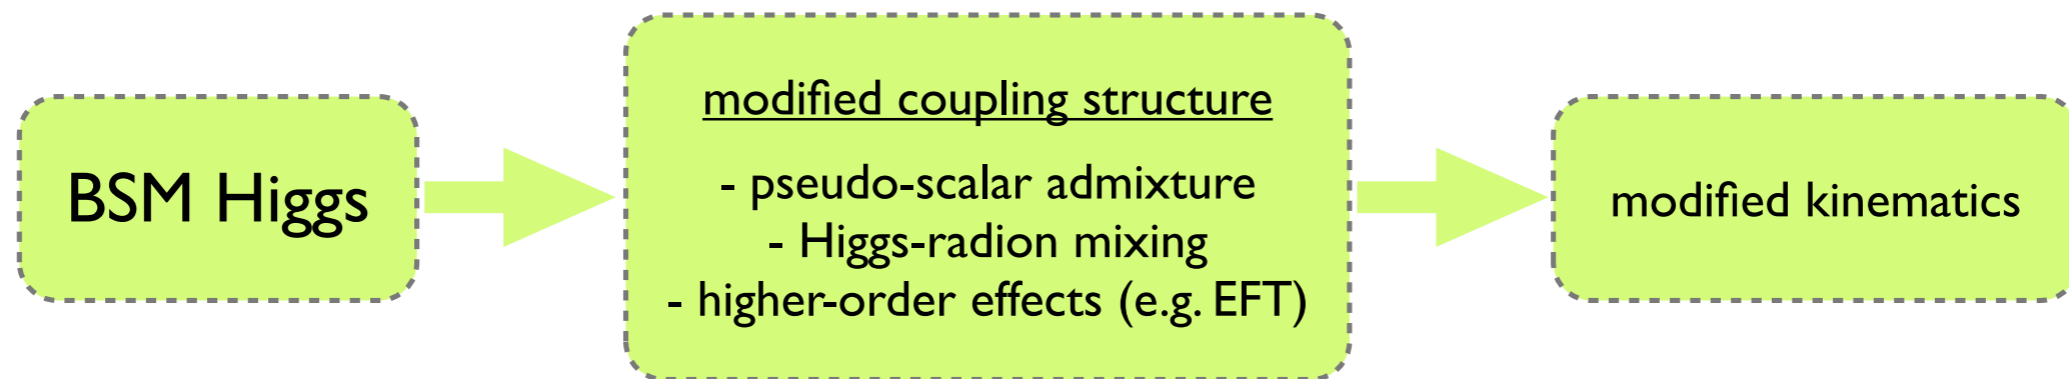 BSM Higgs
modified coupling structure
- pseudo-scalar admixture
- Higgs-radion mixing
- higher-order effects (e.g. EFT)
modified kinematics